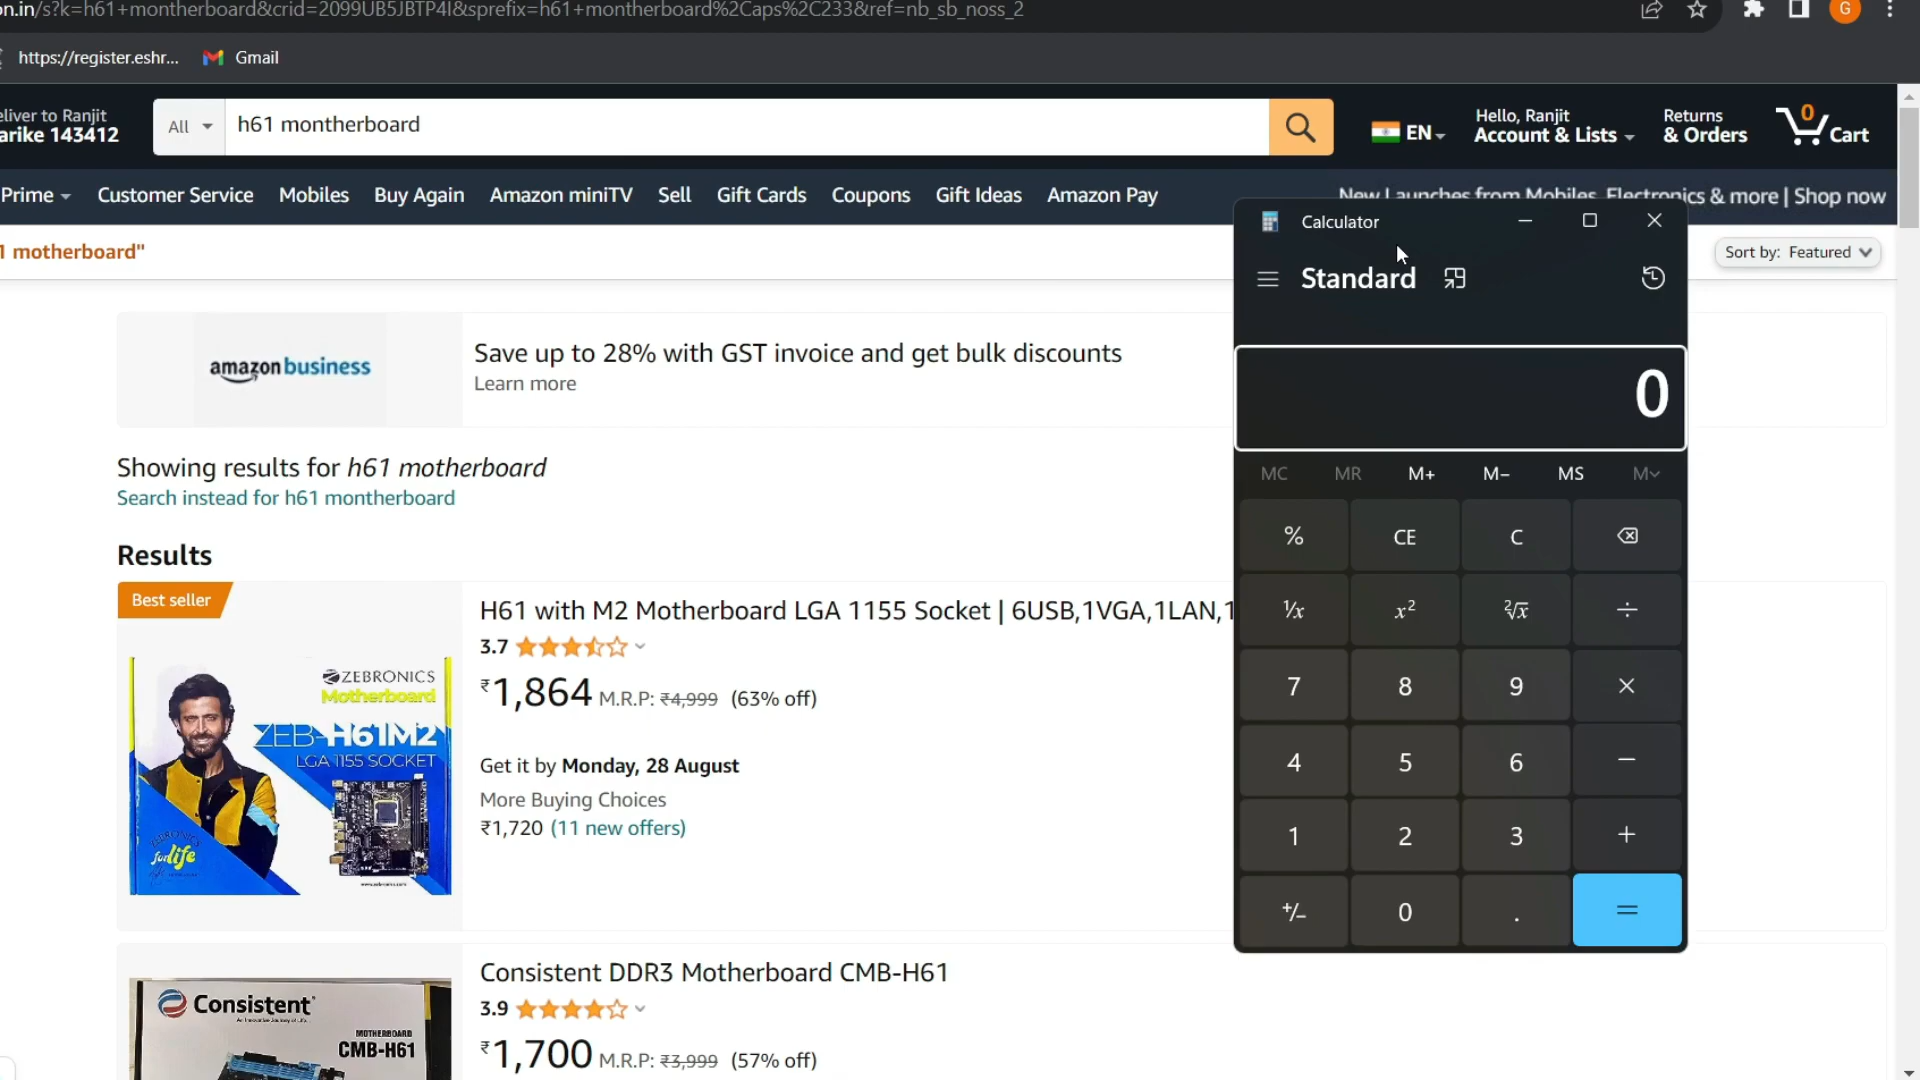 on.in/s?k=h61+montherboard&crid=2099UB5JBTP4I&sprefix=h61+montherboard%2Caps%2C233&ref=nb_sb_noss_2
G
https://register.eshr... Gmail
eliver to Ranjit
arike 143412
All
h61 montherboard
EN
Hello, Ranjit
Account & Lists
Returns
& Orders
0
Cart
Prime Customer Service Mobiles Buy Again Amazon miniTV Sell Gift Cards Coupons Gift Ideas Amazon Pay
New Launches from Mobiles, Electronics & more | Shop now
1 motherboard"
Sort by: Featured
amazon business
Save up to 28% with GST invoice and get bulk discounts
Learn more
Showing results for h61 motherboard
Search instead for h61 montherboard
Results
Best seller
ZEBRONICS
Motherboard
ZEB-H61M2
LGA 1155 SOCKET
for life
H61 with M2 Motherboard LGA 1155 Socket | 6USB,1VGA,1LAN,1
3.7
₹1,864 M.R.P: ₹4,999 (63% off)
Get it by Monday, 28 August
More Buying Choices
₹1,720 (11 new offers)
Consistent
MOTHERBOARD
CMB-H61
Consistent DDR3 Motherboard CMB-H61
3.9
₹1,700 M.R.P: ₹3,999 (57% off)
Calculator
Standard
0
MC MR M+ M− MS M
% CE C
¹/x x² ²√x ÷
7 8 9 ×
4 5 6 −
1 2 3 +
+/− 0 . =